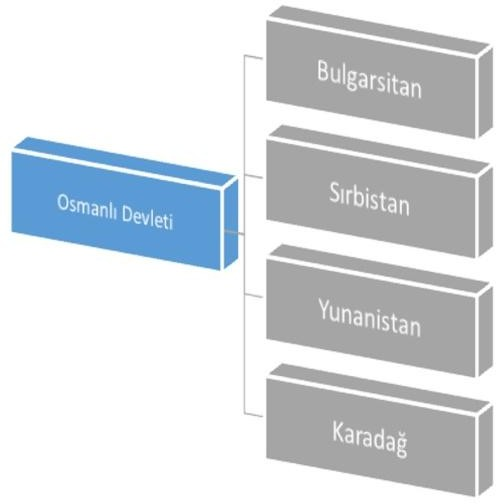 Osmanlı Devleti
Bulgarsitan
Sırbistan
Yunanistan
Karadağ